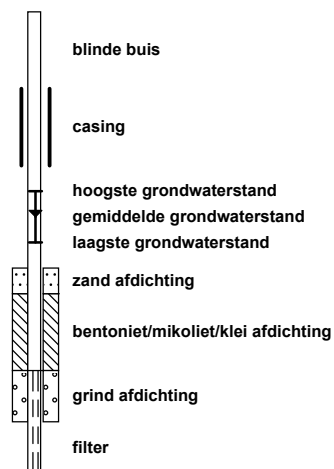 blinde buis
casing
hoogste grondwaterstand
gemiddelde grondwaterstand
laagste grondwaterstand
zand afdichting
bentoniet/mikoliet/klei afdichting
grind afdichting
filter